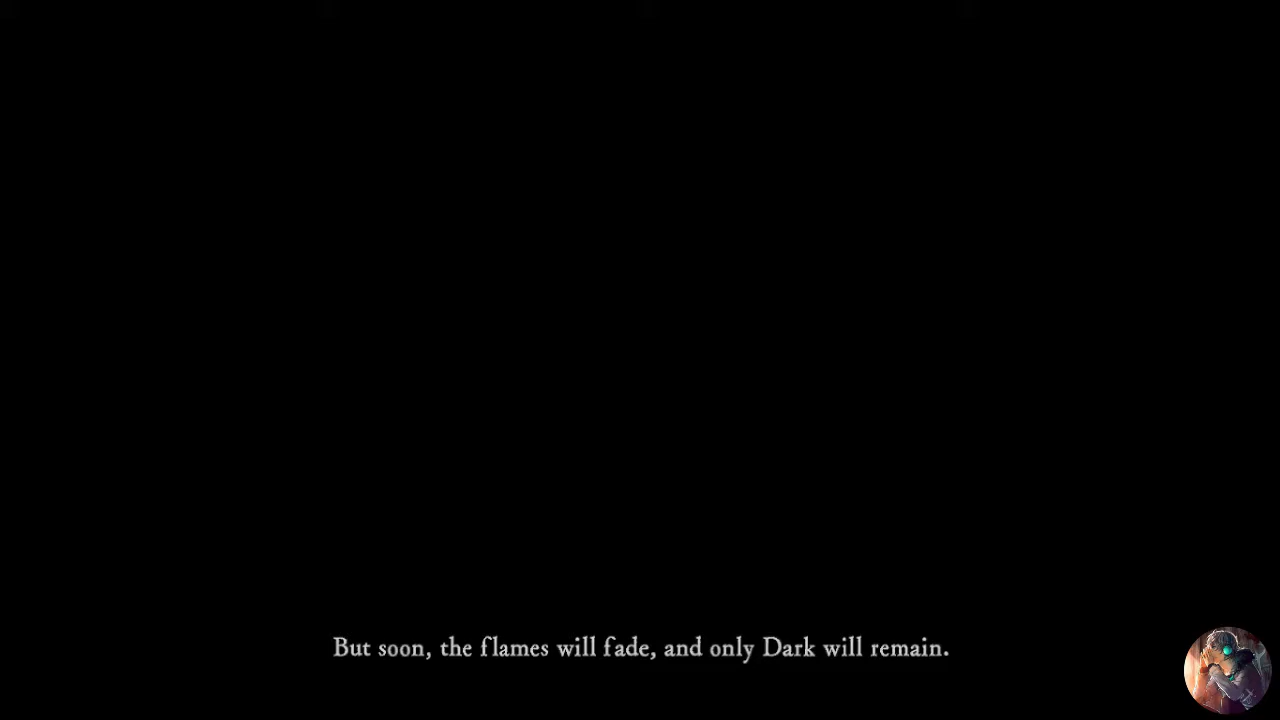 But soon, the flames will fade, and only Dark will remain.